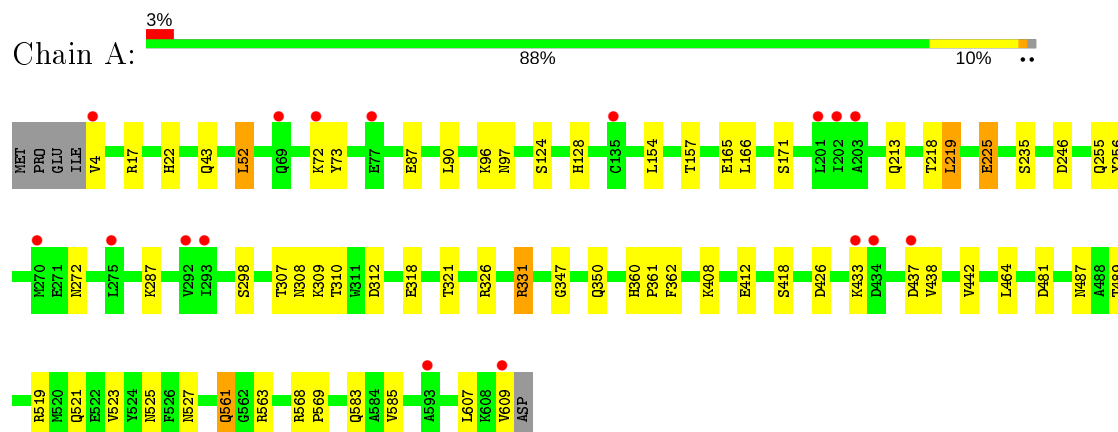 3%
Chain A:
88% 10% ••
MET PRO GLU ILE V4 R17 H22 Q43 L52 Q69 K72 Y73 E77 E87 L90 K96 N97 S124 H128 C135 L154 T157 E165 L166 S171 L201 I202 A203 Q213 T218 L219 E225 S235 D246 Q255 Y256
M270 E271 N272 L275 K287 V292 I293 S298 T307 N308 K309 T310 W311 D312 E318 T321 R326 R331 G347 Q350 H360 P361 F362 K408 E412 S418 D426 K433 D434 D437 V438 V442 L464 D481 N487 A488 T489
R519 M520 Q521 E522 V523 Y524 N525 F526 N527 Q561 G562 R563 R568 P569 Q583 A584 V585 A593 L607 K608 V609 ASP